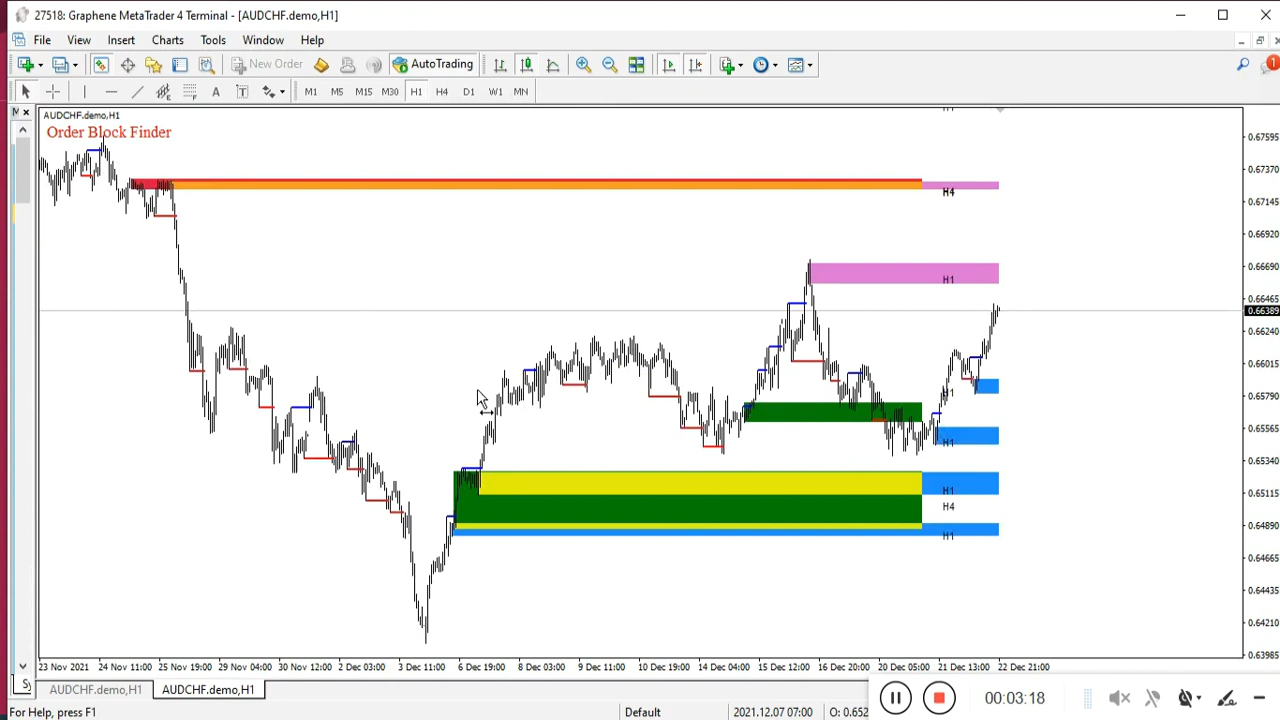 27518: Graphene MetaTrader 4 Terminal - [AUDCHF.demo,H1]
File View Insert Charts Tools Window Help
New Order AutoTrading 1
A T M1 M5 M15 M30 H1 H4 D1 W1 MN
M
AUDCHF.demo,H1
Order Block Finder
0.67595
0.67370
H4
0.67145
0.66920
0.66690
H1
0.66465
0.66389
0.66240
0.66015
H1
0.65790
0.65565
H1
0.65340
H1
0.65115
H4
0.64890
H1
0.64665
0.64435
0.64210
0.63985
23 Nov 2021 24 Nov 11:00 25 Nov 19:00 29 Nov 04:00 30 Nov 12:00 2 Dec 03:00 3 Dec 11:00 6 Dec 19:00 8 Dec 03:00 9 Dec 11:00 10 Dec 19:00 14 Dec 04:00 15 Dec 12:00 16 Dec 20:00 20 Dec 05:00 21 Dec 13:00 22 Dec 21:00
AUDCHF.demo,H1 AUDCHF.demo,H1
00:03:18
For Help, press F1 Default 2021.12.07 07:00 O: 0.652